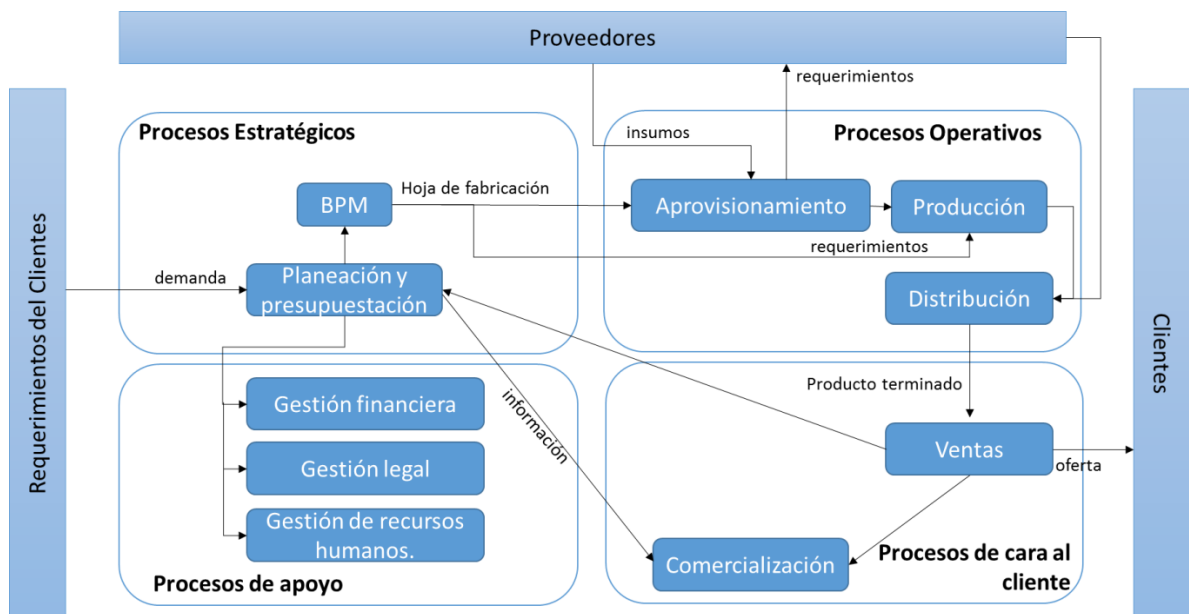 Proveedores
requerimientos
Procesos Estratégicos
insumos
Procesos Operativos
Hoja de fabricación
BPM
Aprovisionamiento
Producción
requerimientos
demanda
Planeación y
presupuestación
Distribución
Requerimientos del Clientes
Clientes
Producto terminado
Gestión financiera
información
Ventas
oferta
Gestión legal
Gestión de recursos
humanos.
Comercialización
Procesos de apoyo
Procesos de cara al
cliente